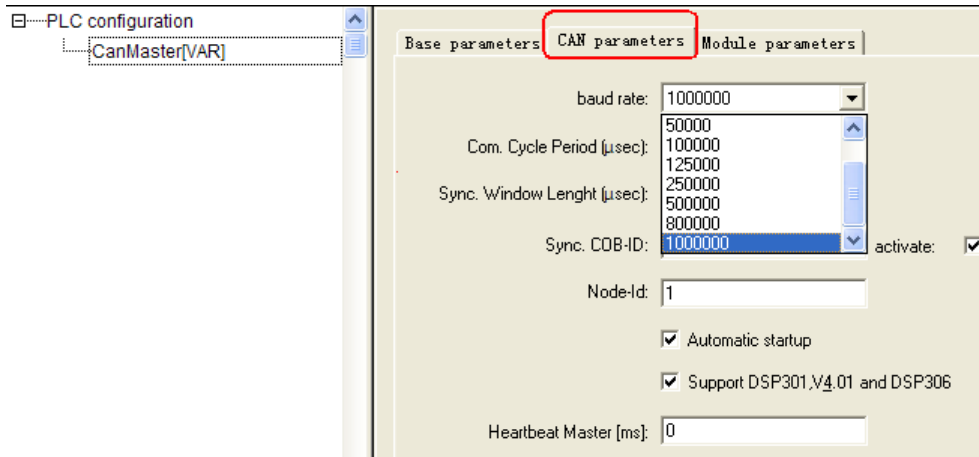 PLC configuration
CanMaster[VAR]
Base parameters CAN parameters Module parameters
baud rate: 1000000
50000
100000
Com. Cycle Period (µsec):
125000
250000
Sync. Window Lenght (µsec):
500000
800000
Sync. COB-ID: 1000000 activate:
Node-Id: 1
Automatic startup
Support DSP301,V4.01 and DSP306
Heartbeat Master [ms]: 0